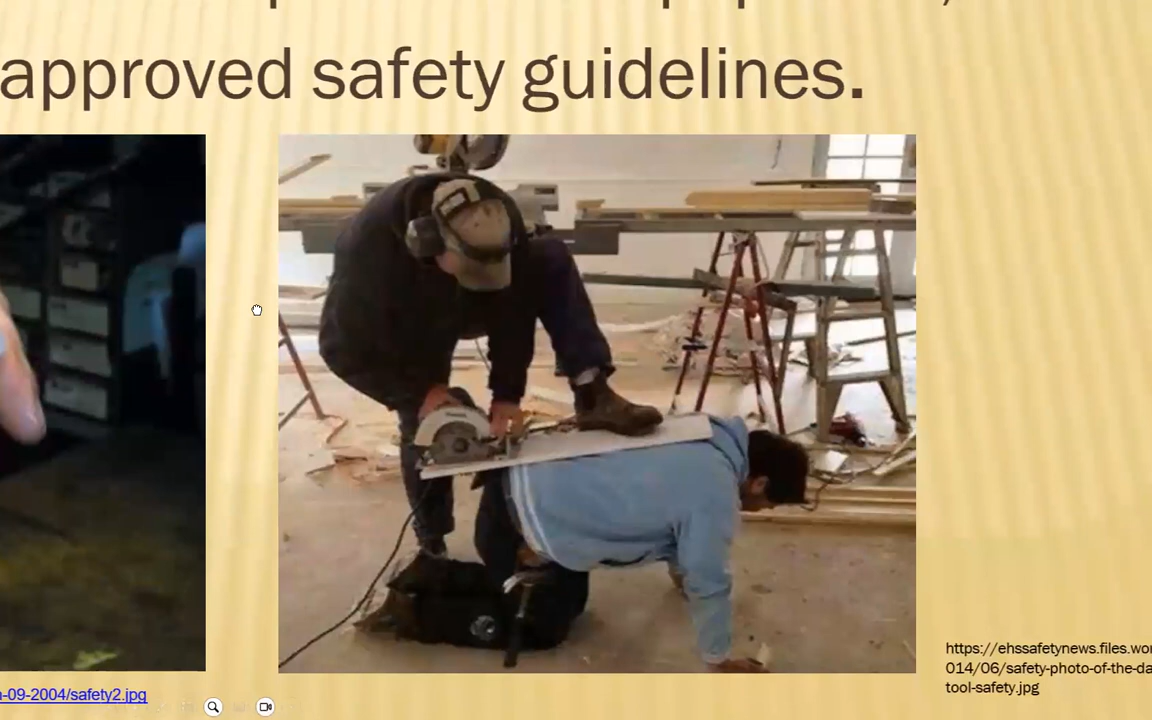 approved safety guidelines.
https://ehssafetynews.files.wor
014/06/safety-photo-of-the-da
tool-safety.jpg
-09-2004/safety2.jpg